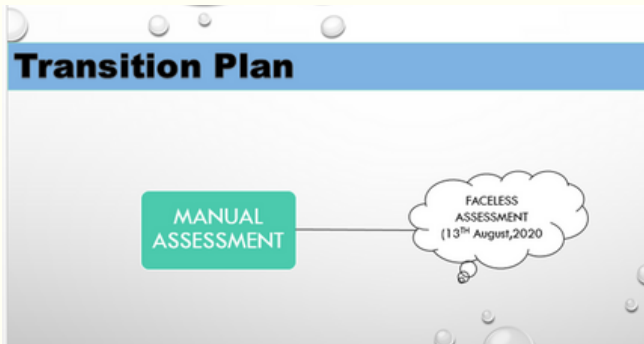 Transition Plan
MANUAL
ASSESSMENT
FACELESS
ASSESSMENT
(13TH August,2020